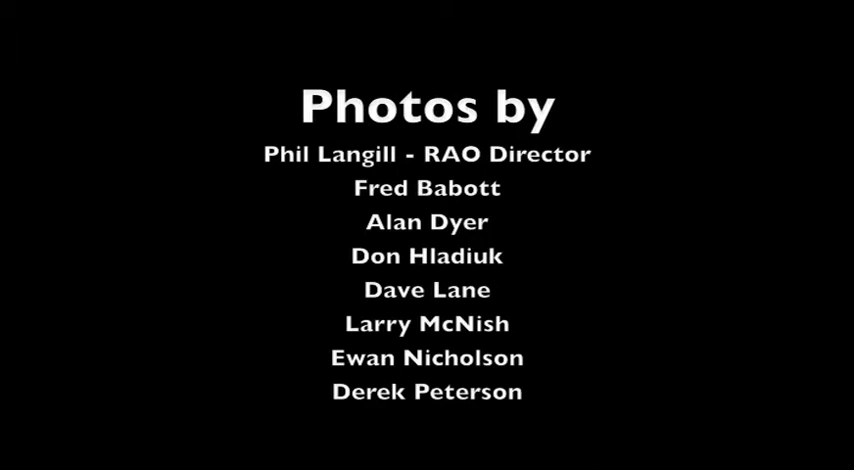 Photos by
Phil Langill - RAO Director
Fred Babott
Alan Dyer
Don Hladiuk
Dave Lane
Larry McNish
Ewan Nicholson
Derek Peterson